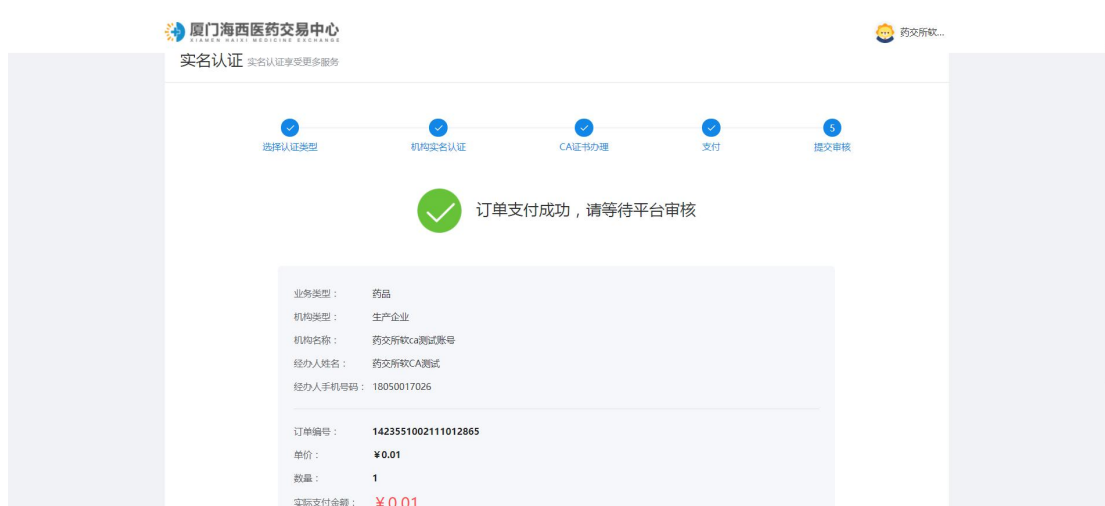 厦门海西医药交易中心
XIAMEN HAIXI MEDICINE EXCHANGE
药交所软...
实名认证 实名认证享受更多服务
5
选择认证类型 机构实名认证 CA证书办理 支付 提交审核
订单支付成功，请等待平台审核
业务类型： 药品
机构类型： 生产企业
机构名称： 药交所软ca测试账号
经办人姓名： 药交所软CA测试
经办人手机号码： 18050017026
订单编号： 1423551002111012865
单价： ¥0.01
数量： 1
实际支付金额： ¥0.01